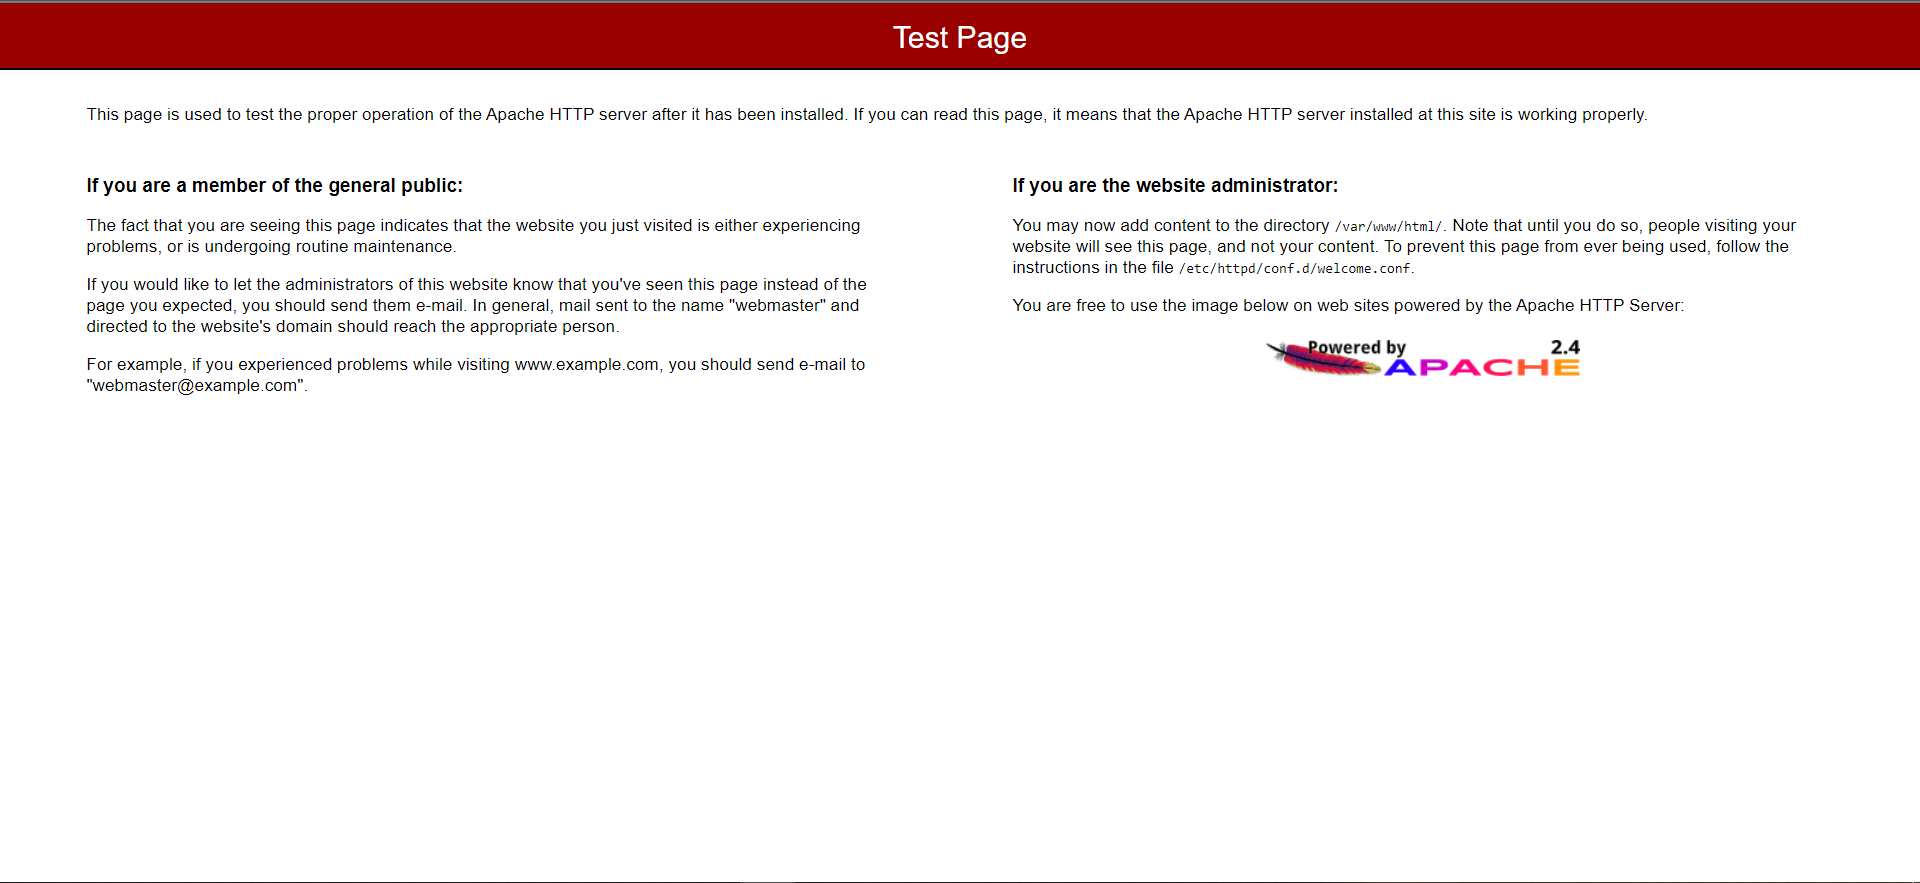 Test Page
This page is used to test the proper operation of the Apache HTTP server after it has been installed. If you can read this page, it means that the Apache HTTP server installed at this site is working properly.
If you are a member of the general public:
The fact that you are seeing this page indicates that the website you just visited is either experiencing
problems, or is undergoing routine maintenance.
If you would like to let the administrators of this website know that you've seen this page instead of the
page you expected, you should send them e-mail. In general, mail sent to the name "webmaster" and
directed to the website's domain should reach the appropriate person.
For example, if you experienced problems while visiting www.example.com, you should send e-mail to
"webmaster@example.com".
If you are the website administrator:
You may now add content to the directory /var/www/html/. Note that until you do so, people visiting your
website will see this page, and not your content. To prevent this page from ever being used, follow the
instructions in the file /etc/httpd/conf.d/welcome.conf.
You are free to use the image below on web sites powered by the Apache HTTP Server:
Powered by 2.4
APACHE